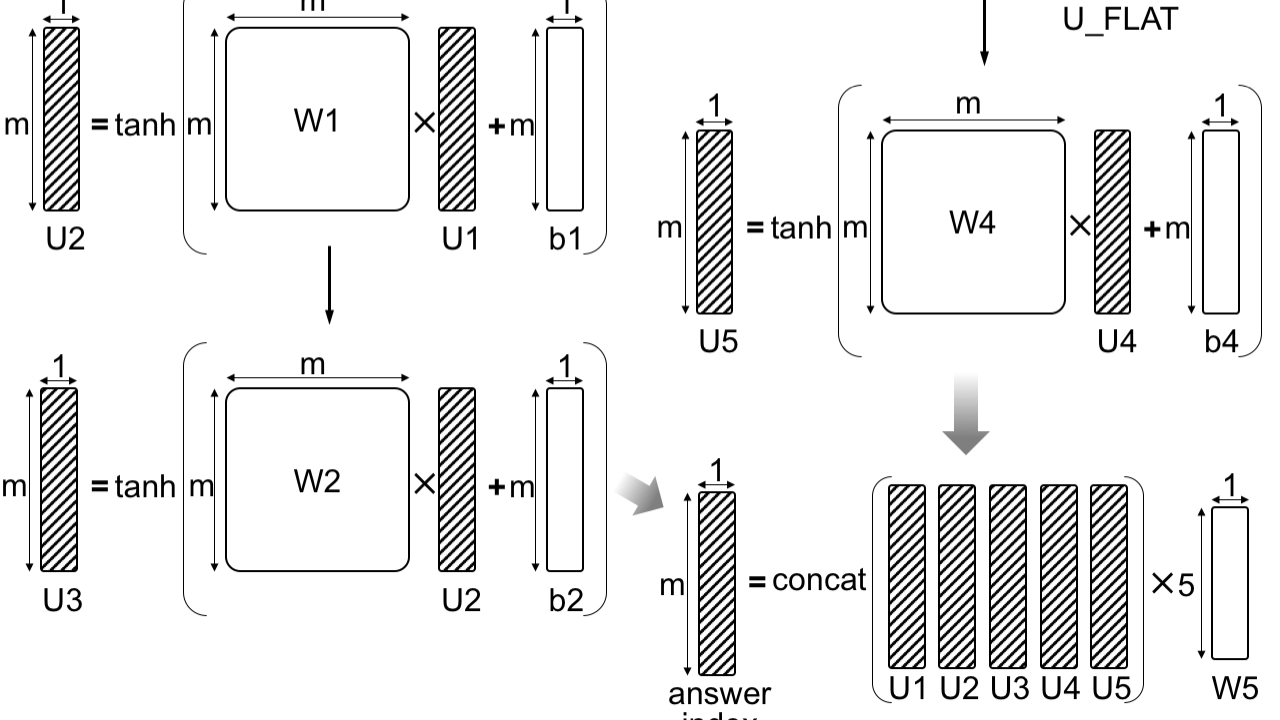 1 m 1
m = tanh m W1 × +m
U2 U1 b1
1 m 1
m = tanh m W2 × +m
U3 U2 b2
U_FLAT
1 m 1
m = tanh m W4 × +m
U5 U4 b4
1 1
m = concat ×5
U1 U2 U3 U4 U5 W5
answer
index